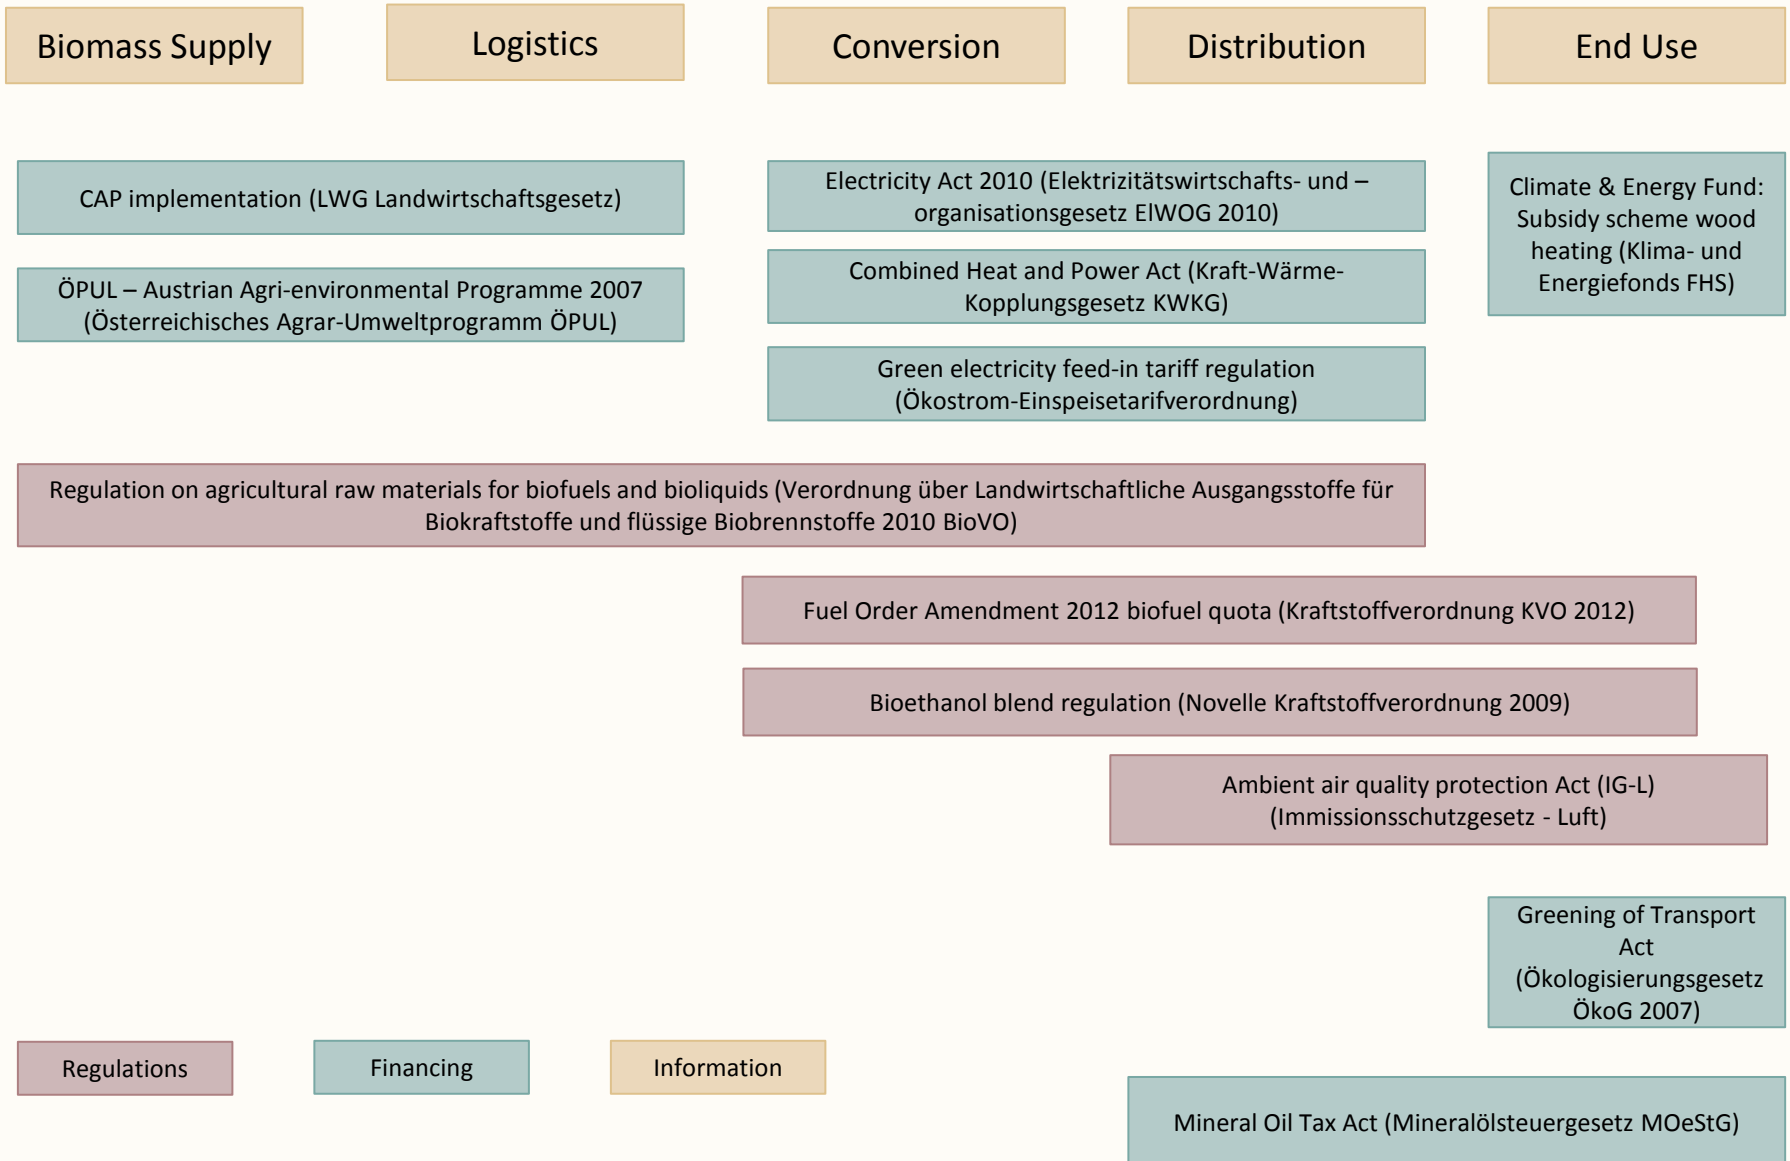 Biomass Supply
Logistics
Conversion
Distribution
End Use
CAP implementation (LWG Landwirtschaftsgesetz)
ÖPUL – Austrian Agri-environmental Programme 2007
(Österreichisches Agrar-Umweltprogramm ÖPUL)
Electricity Act 2010 (Elektrizitätswirtschafts- und –
organisationsgesetz ElWOG 2010)
Combined Heat and Power Act (Kraft-Wärme-
Kopplungsgesetz KWKG)
Green electricity feed-in tariff regulation
(Ökostrom-Einspeisetarifverordnung)
Climate & Energy Fund:
Subsidy scheme wood
heating (Klima- und
Energiefonds FHS)
Regulation on agricultural raw materials for biofuels and bioliquids (Verordnung über Landwirtschaftliche Ausgangsstoffe für
Biokraftstoffe und flüssige Biobrennstoffe 2010 BioVO)
Fuel Order Amendment 2012 biofuel quota (Kraftstoffverordnung KVO 2012)
Bioethanol blend regulation (Novelle Kraftstoffverordnung 2009)
Ambient air quality protection Act (IG-L)
(Immissionsschutzgesetz - Luft)
Greening of Transport
Act
(Ökologisierungsgesetz
ÖkoG 2007)
Regulations
Financing
Information
Mineral Oil Tax Act (Mineralölsteuergesetz MOeStG)